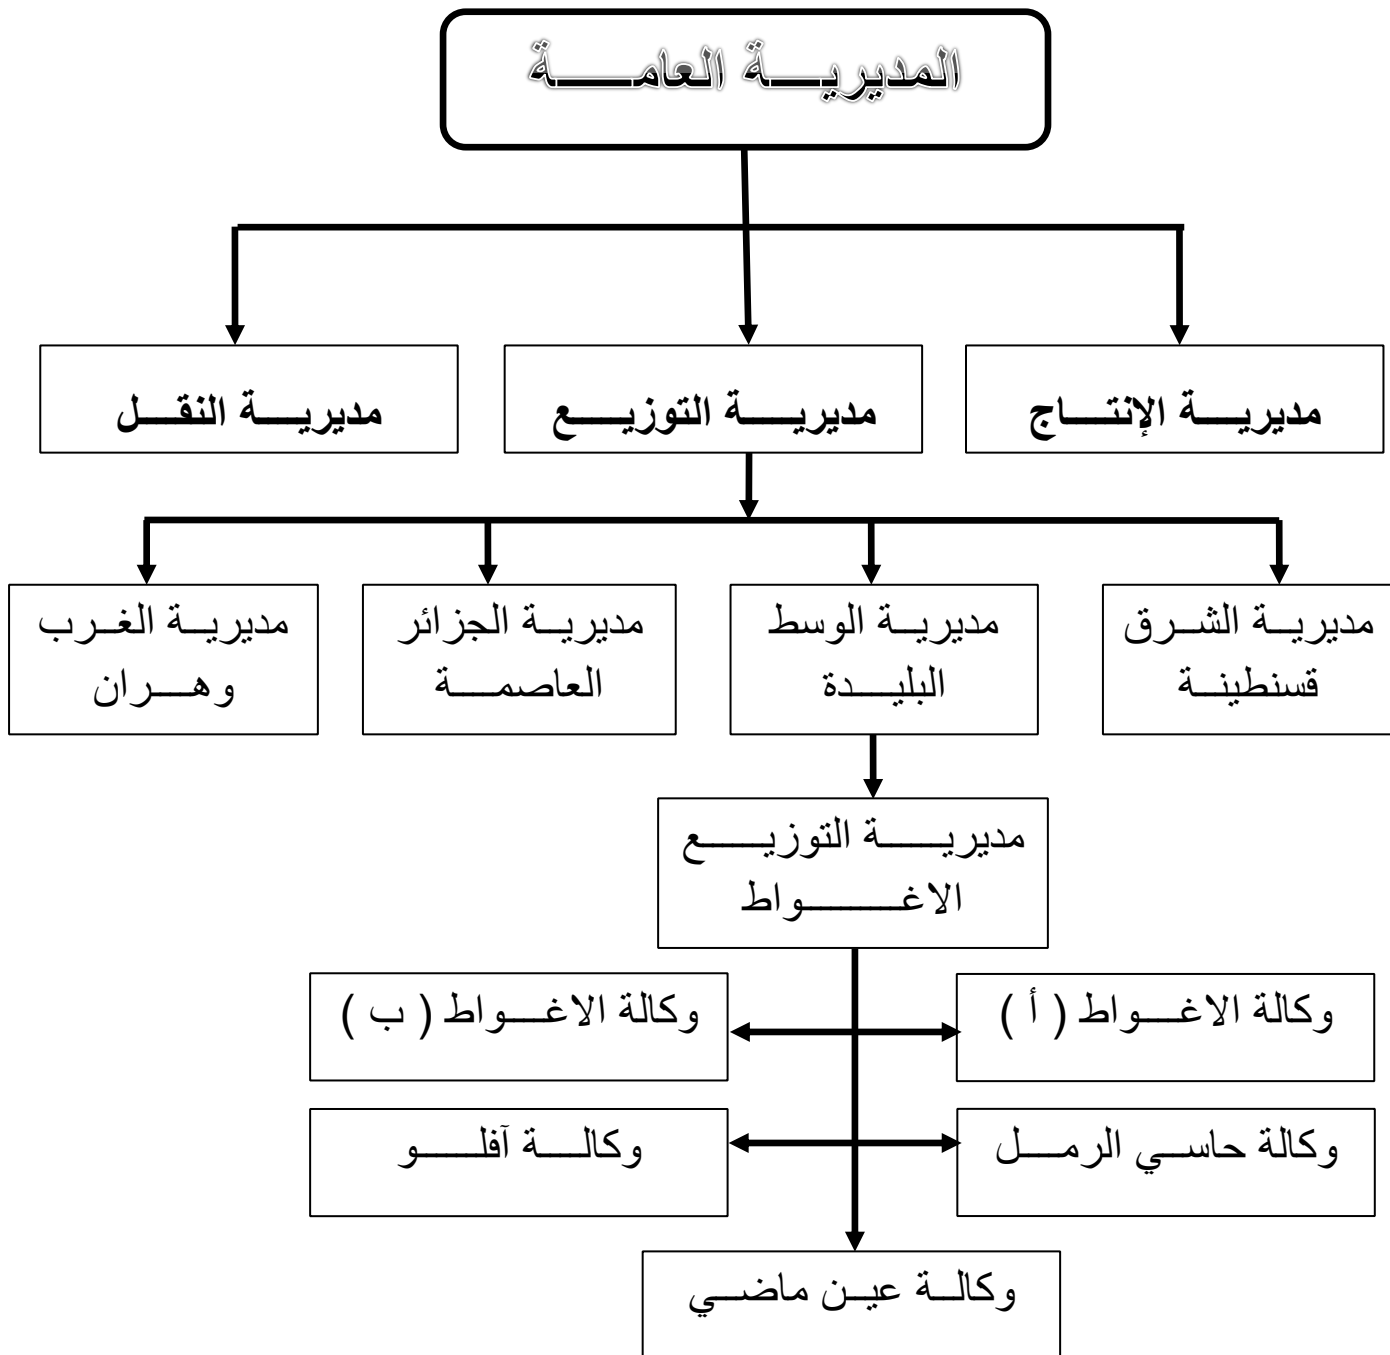 المديرية العامة
مديرية الإنتاج
مديرية التوزيع
مديرية النقل
مديرية الشرق
قسنطينة
مديرية الوسط
البليدة
مديرية الجزائر
العاصمة
مديرية الغرب
وهران
مديرية التوزيع
الاغواط
وكالة الاغواط ( أ )
وكالة الاغواط ( ب )
وكالة حاسي الرمل
وكالة آفلو
وكالة عين ماضي